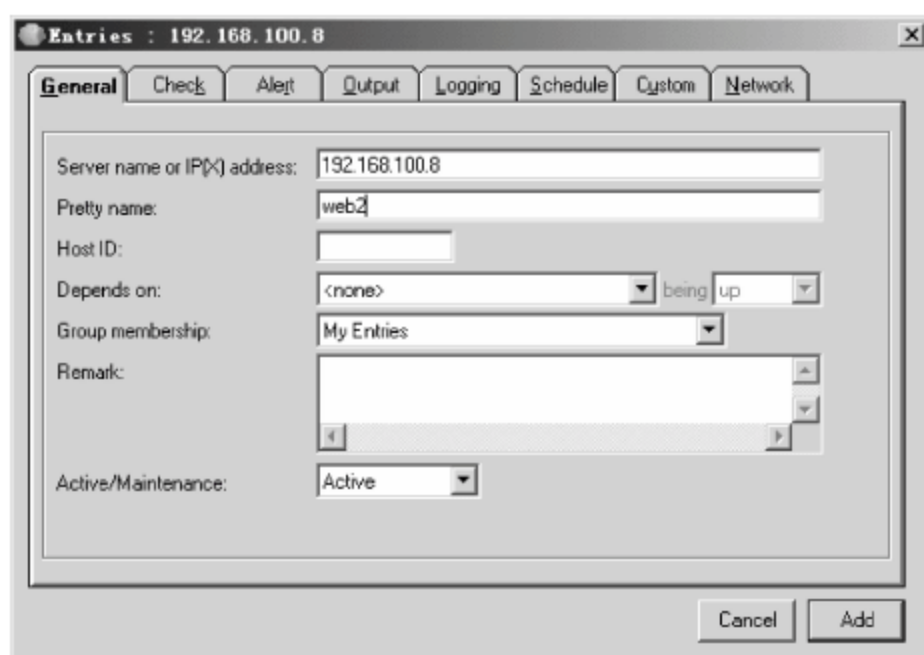 Entries : 192.168.100.8
General Check Alert Output Logging Schedule Custom Network
Server name or IP(X) address: 192.168.100.8
Pretty name: web2
Host ID:
Depends on: <none> being up
Group membership: My Entries
Remark:
Active/Maintenance: Active
Cancel Add